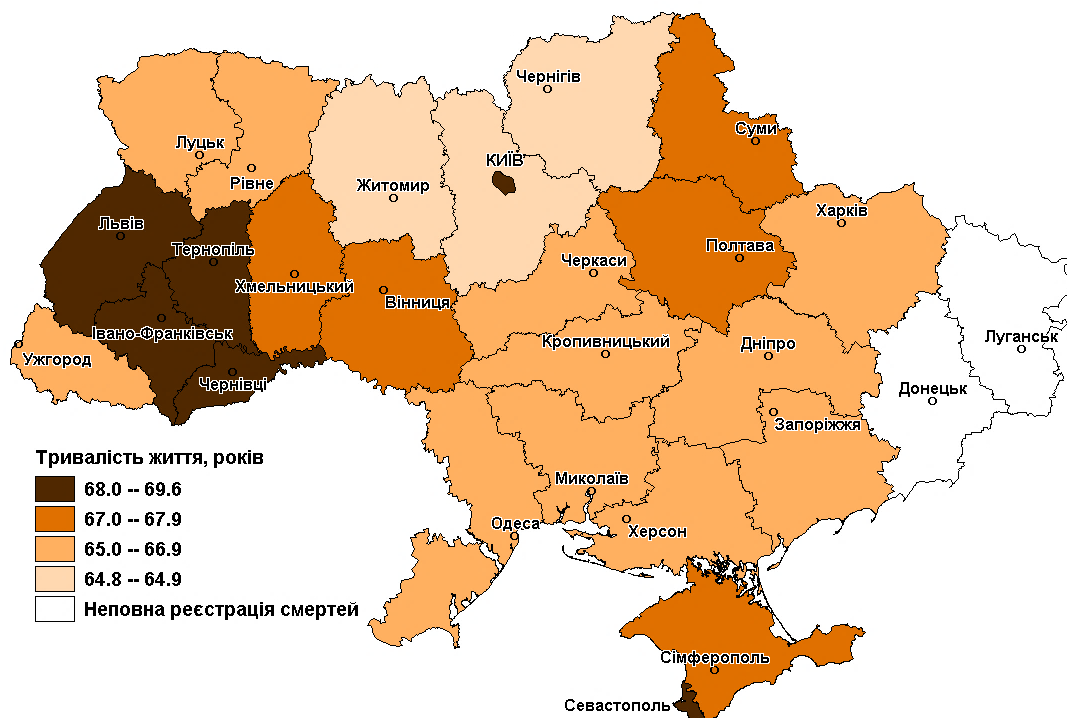 Чернігів
Суми
Луцьк
КИЇВ
Рівне
Житомир
Харків
Львів
Тернопіль
Полтава
Черкаси
Хмельницький
Вінниця
Івано-Франківськ
Кропивницький
Дніпро
Луганськ
Ужгород
Чернівці
Донецьк
Запоріжжя
Тривалість життя, років
68.0 -- 69.6
67.0 -- 67.9
65.0 -- 66.9
64.8 -- 64.9
Неповна реєстрація смертей
Миколаїв
Одеса
Херсон
Сімферополь
Севастополь